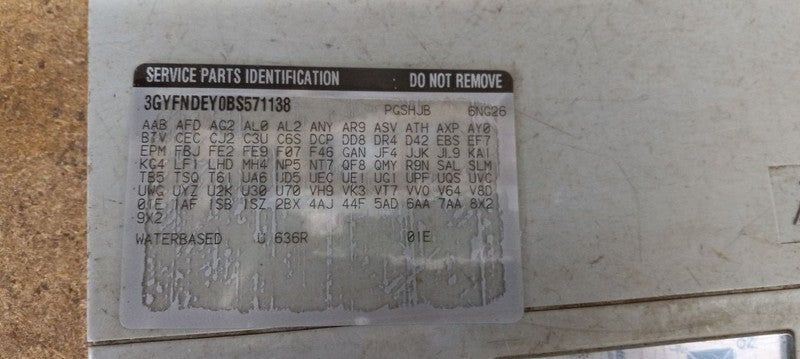 SERVICE PARTS IDENTIFICATION DO NOT REMOVE
3GYFNDEY0BS571138 PGSHJB 6NG26
AAB AFD AG2 AL0 AL2 ANY AR9 ASV ATH AXP AY0
BTV CEC CJ2 C3U C6S DCP DD8 DR4 D42 EBS EF7
EPM FBJ FE2 FE9 F07 F46 GAN JF4 JJK JL9 KA1
KG4 LF1 LHD MH4 NP5 NT7 QF8 OMY R9N SAL SLM
TB5 TSQ T61 UA6 UD5 UEC UE1 UG1 UPF UQS UVC
UWG UYZ U2K U30 U70 VH9 VK3 VT7 VV0 V64 V8D
01E 1AF 1SB 1SZ 2BX 4AJ 44F 5AD 6AA 7AA 8X2
9X2
WATERBASED U 636R 01E